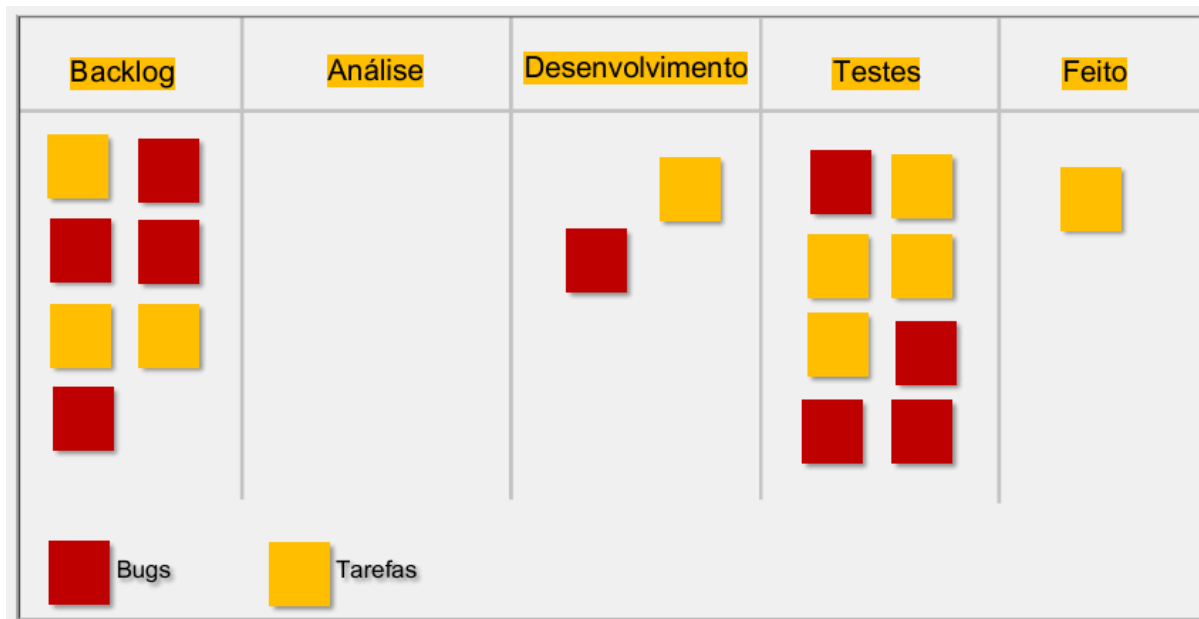 Backlog
Análise
Desenvolvimento
Testes
Feito
Bugs
Tarefas